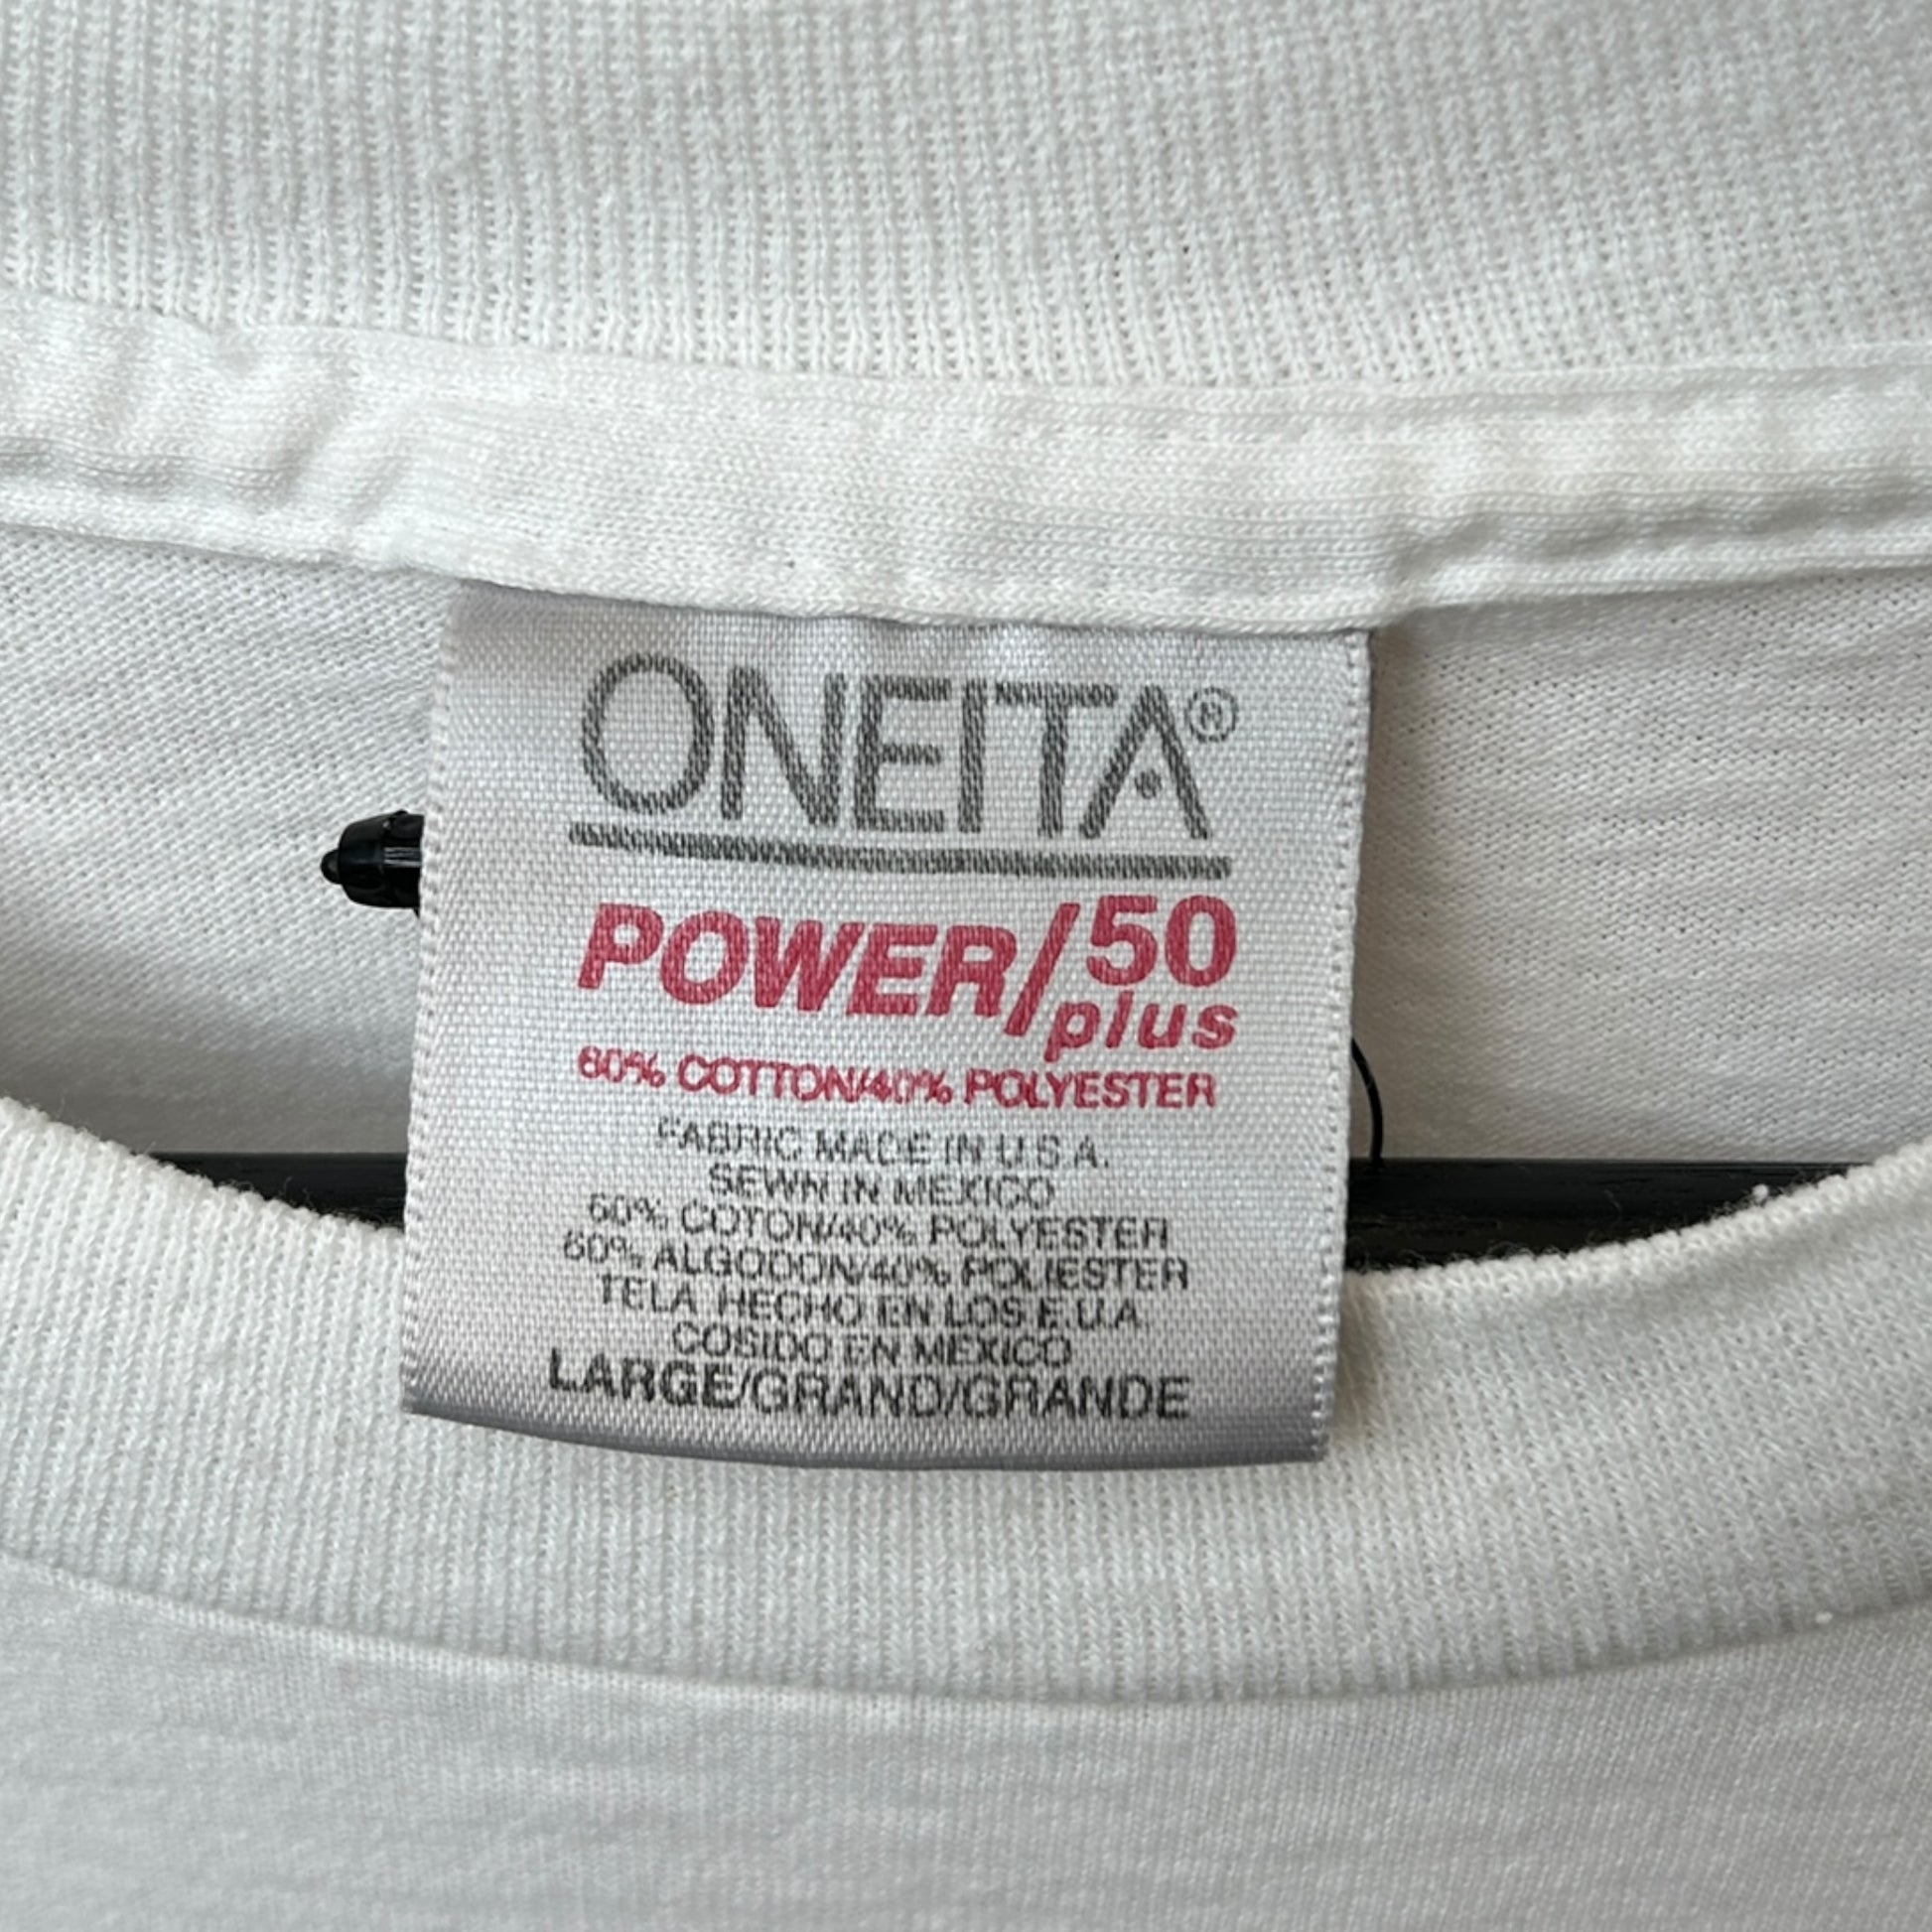 ONEITA®
POWER/50
plus
60% COTTON/40% POLYESTER
FABRIC MADE IN U.S.A.
SEWN IN MEXICO
60% COTON/40% POLYESTER
60% ALGODON/40% POLIESTER
TELA HECHO EN LOS E.U.A.
COSIDO EN MEXICO
LARGE/GRAND/GRANDE